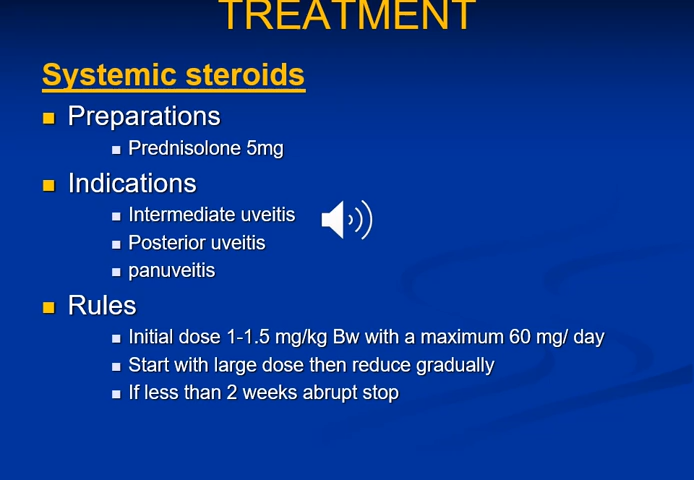 TREATMENT
Systemic steroids
Preparations
Prednisolone 5mg
Indications
Intermediate uveitis
Posterior uveitis
panuveitis
Rules
Initial dose 1-1.5 mg/kg Bw with a maximum 60 mg/ day
Start with large dose then reduce gradually
If less than 2 weeks abrupt stop